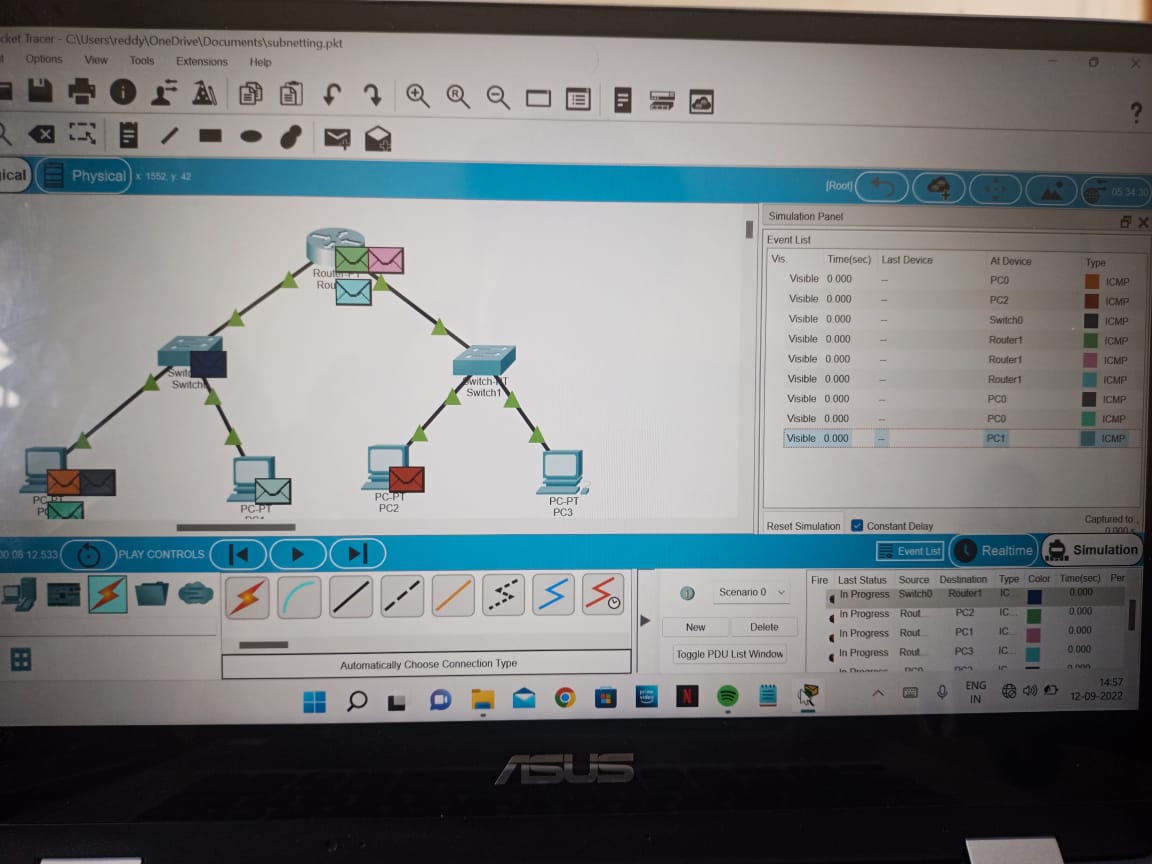 cket Tracer - C:\Users\reddy\OneDrive\Documents\subnetting.pkt
Options View Tools Extensions Help
?
ical Physical x: 1552, y: 42 [Root] 05:34:30
Simulation Panel
Event List
Vis. Time(sec) Last Device At Device Type
Visible 0.000 -- PC0 ICMP
Visible 0.000 -- PC2 ICMP
Visible 0.000 -- Switch0 ICMP
Visible 0.000 -- Router1 ICMP
Visible 0.000 -- Router1 ICMP
Visible 0.000 -- Router1 ICMP
Visible 0.000 -- PC0 ICMP
Visible 0.000 -- PC0 ICMP
Visible 0.000 -- PC1 ICMP
Router-PT
Rou
Switc
Switch
Switch-PT
Switch1
PC-PT
PC-PT
PC-PT
PC2
PC-PT
PC3
Reset Simulation Constant Delay Captured to
0.000 s
00:08:12.533 PLAY CONTROLS Event List Realtime Simulation
Automatically Choose Connection Type
Scenario 0
New Delete
Toggle PDU List Window
Fire Last Status Source Destination Type Color Time(sec) Per
In Progress Switch0 Router1 IC... 0.000
In Progress Rout... PC2 IC... 0.000
In Progress Rout... PC1 IC... 0.000
In Progress Rout... PC3 IC... 0.000
prime video
N
ENG
IN
14:57
12-09-2022
ASUS